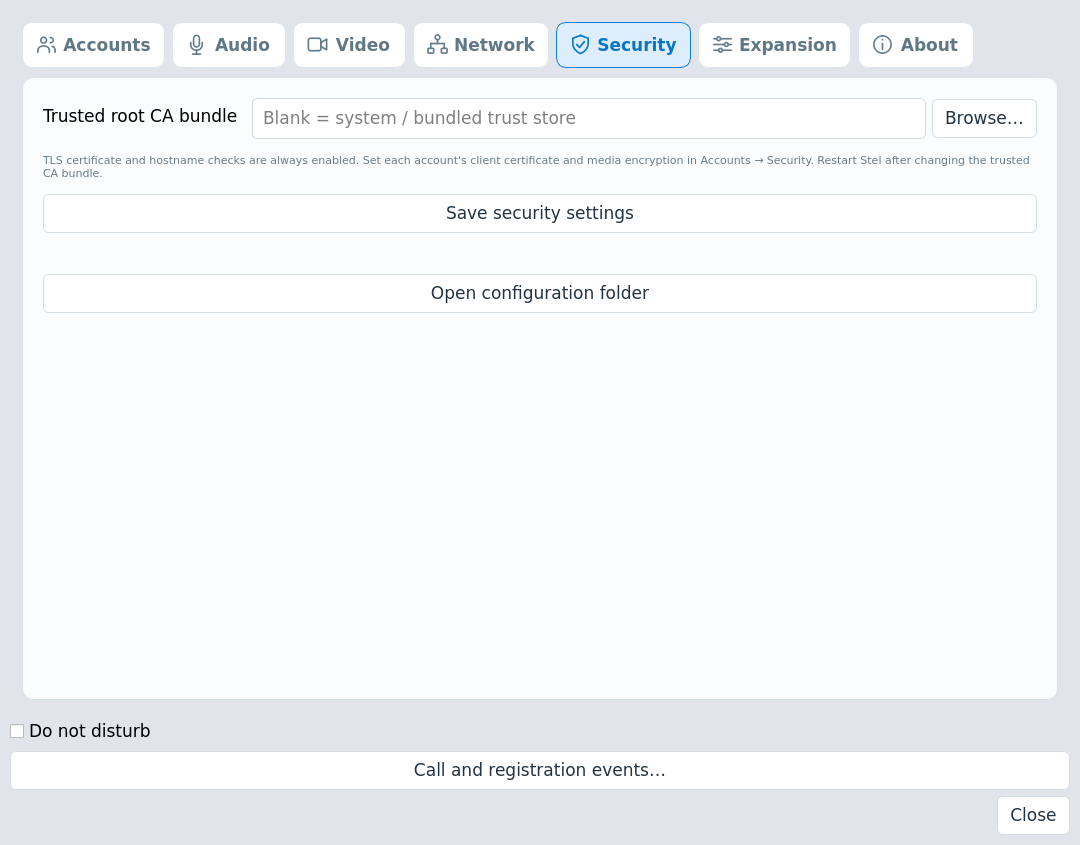 Accounts
Audio
Video
Network
Security
Expansion
About
Trusted root CA bundle
Blank = system / bundled trust store
Browse...
TLS certificate and hostname checks are always enabled. Set each account's client certificate and media encryption in Accounts → Security. Restart Stel after changing the trusted
CA bundle.
Save security settings
Open configuration folder
Do not disturb
Call and registration events...
Close